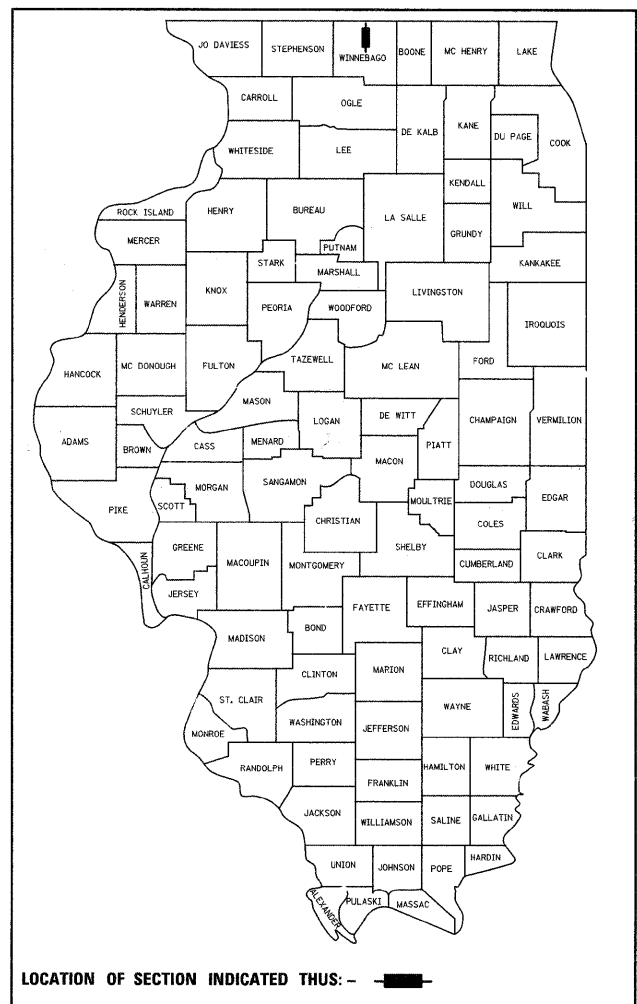 JO DAVIESS STEPHENSON WINNEBAGO BOONE MC HENRY LAKE
CARROLL OGLE
DE KALB KANE DU PAGE COOK
WHITESIDE LEE
KENDALL
ROCK ISLAND HENRY BUREAU LA SALLE WILL
GRUNDY
MERCER PUTNAM
STARK MARSHALL KANKAKEE
HENDERSON WARREN KNOX LIVINGSTON
PEORIA WOODFORD IROQUOIS
HANCOCK MC DONOUGH FULTON TAZEWELL MC LEAN FORD
MASON
SCHUYLER LOGAN DE WITT CHAMPAIGN VERMILION
ADAMS BROWN CASS MENARD PIATT
MACON
MORGAN SANGAMON DOUGLAS
PIKE SCOTT MOULTRIE EDGAR
CHRISTIAN COLES
GREENE SHELBY
CALHOUN MACOUPIN MONTGOMERY CUMBERLAND CLARK
JERSEY FAYETTE EFFINGHAM JASPER CRAWFORD
MADISON BOND
CLAY RICHLAND LAWRENCE
CLINTON MARION
ST. CLAIR WAYNE EDWARDS WABASH
WASHINGTON JEFFERSON
MONROE
RANDOLPH PERRY HAMILTON WHITE
FRANKLIN
JACKSON WILLIAMSON SALINE GALLATIN
UNION JOHNSON POPE HARDIN
ALEXANDER PULASKI MASSAC
LOCATION OF SECTION INDICATED THUS: -